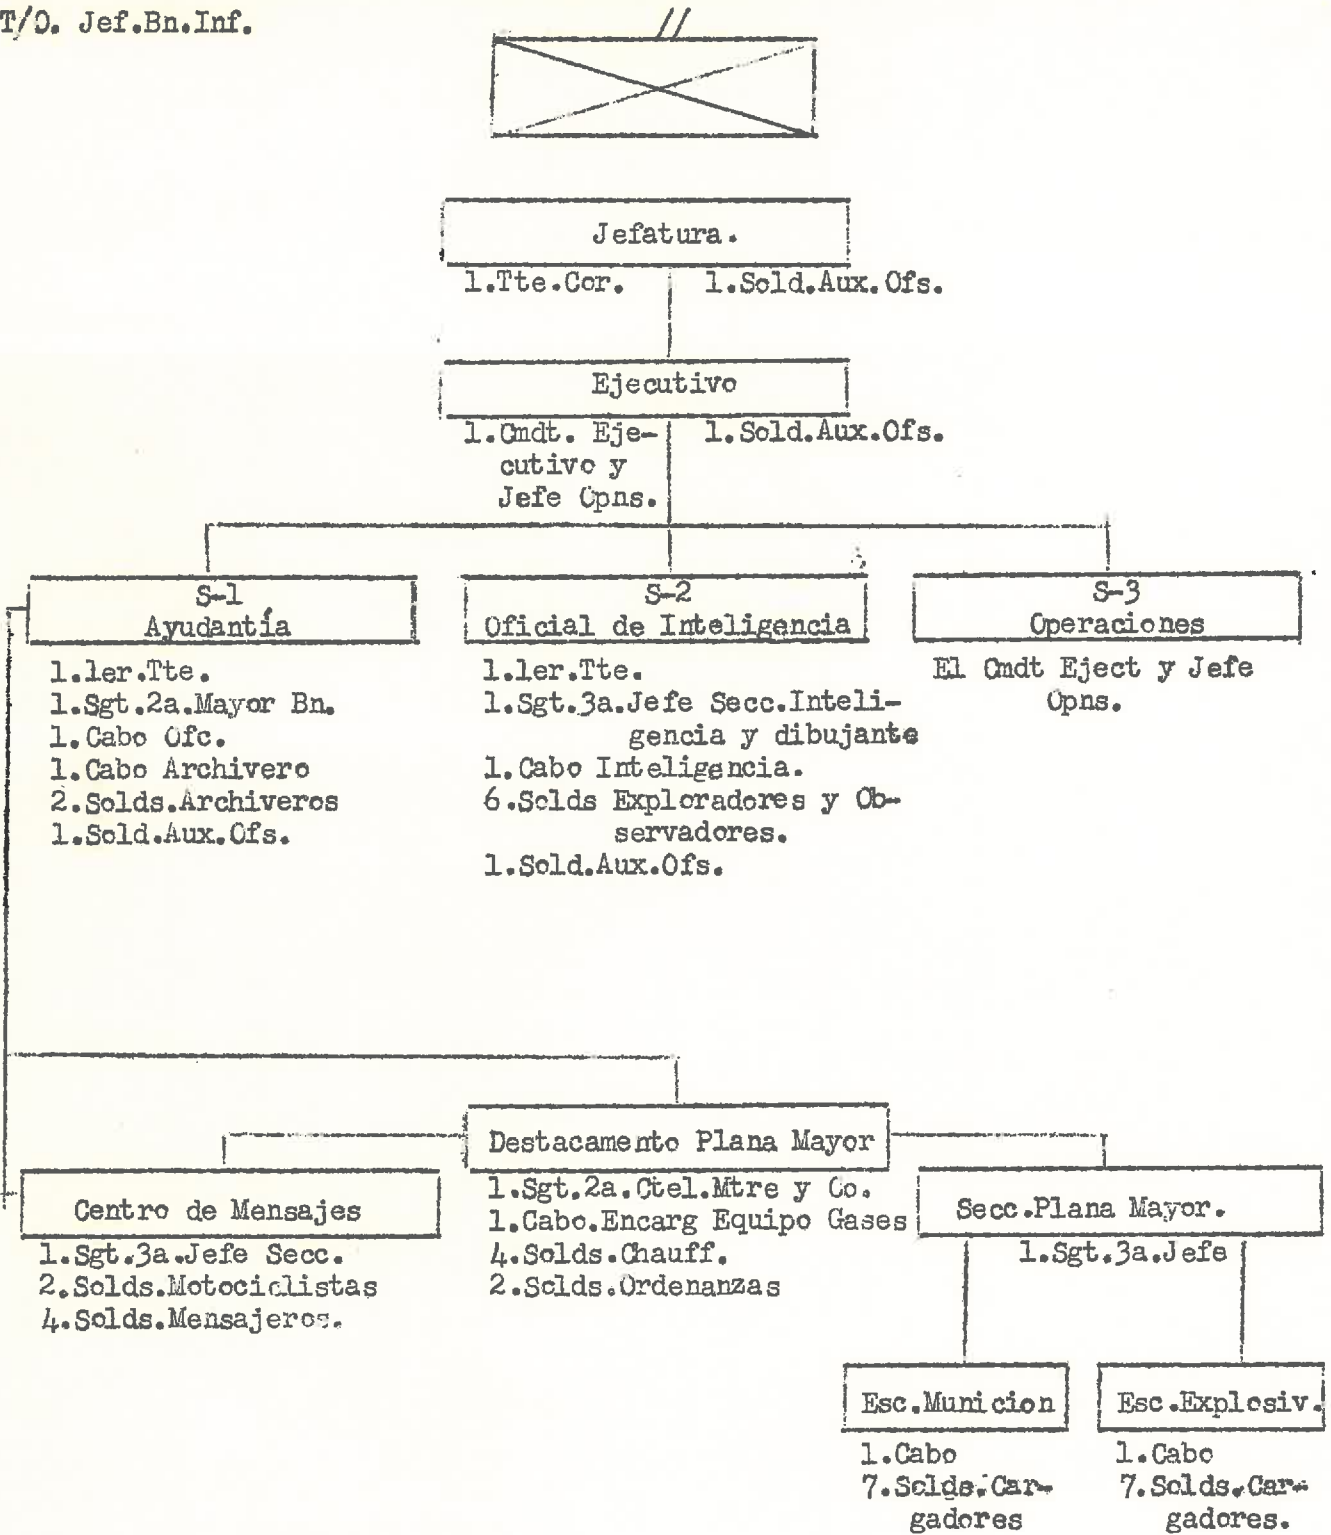 T/O. Jef.Bn.Inf.
Jefatura.
1.Tte.Cor.
1.Sold.Aux.Ofs.
Ejecutivo
1.Cmdt. Eje-
cutivo y
Jefe Opns.
1.Sold.Aux.Ofs.
S-1
Ayudantía
1.1er.Tte.
1.Sgt.2a.Mayor Bn.
1.Cabo Ofc.
1.Cabo Archivero
2.Solds.Archiveros
1.Sold.Aux.Ofs.
S-2
Oficial de Inteligencia
1.1er.Tte.
1.Sgt.3a.Jefe Secc.Inteli-
gencia y dibujante
1.Cabo Inteligencia.
6.Solds Exploradores y Ob-
servadores.
1.Sold.Aux.Ofs.
S-3
Operaciones
El Cmdt Eject y Jefe
Opns.
Destacamento Plana Mayor
1.Sgt.2a.Ctel.Mtre y Co.
1.Cabo.Encarg Equipo Gases
4.Solds.Chauff.
2.Solds.Ordenanzas
Centro de Mensajes
1.Sgt.3a.Jefe Secc.
2.Solds.Motociclistas
4.Solds.Mensajeros.
Secc.Plana Mayor.
1.Sgt.3a.Jefe
Esc.Municion
1.Cabo
7.Solds.Car-
gadores
Esc.Explosiv.
1.Cabo
7.Solds.Car-
gadores.